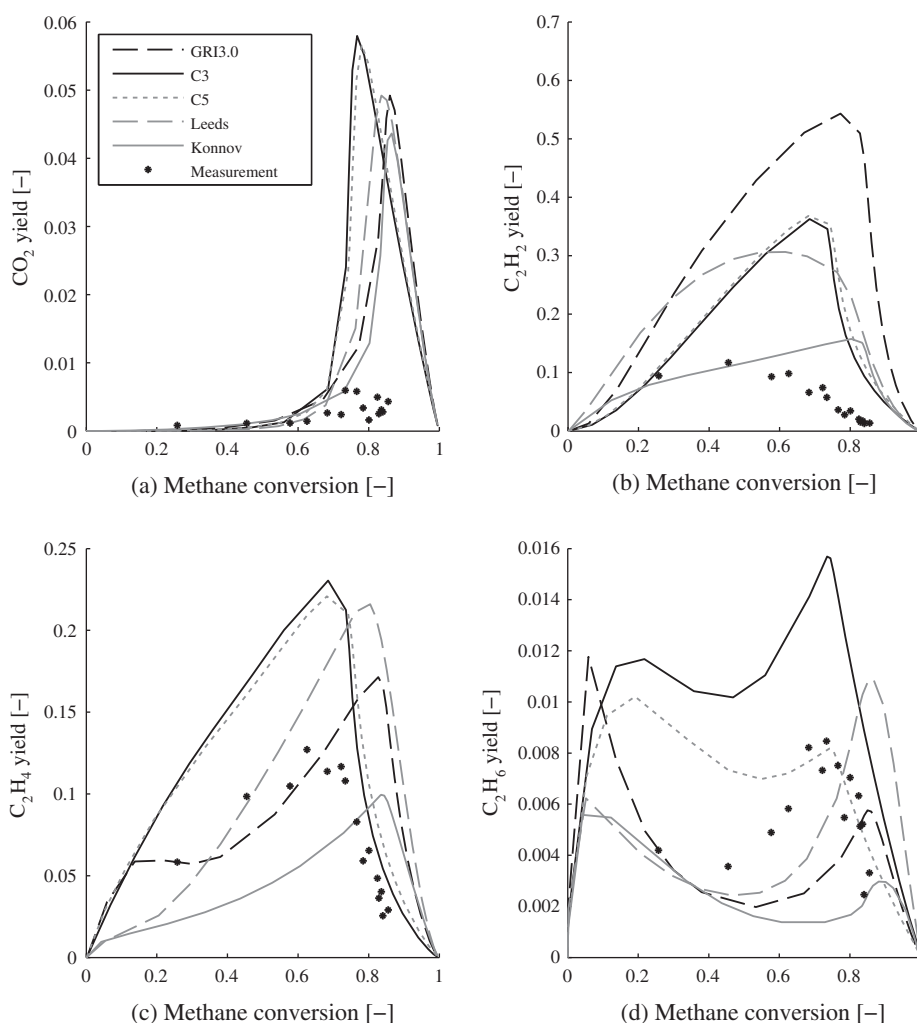 0.06
0.05
0.04
0.03
0.02
0.01
0
CO₂ yield [−]
GRI3.0
C3
C5
Leeds
Konnov
Measurement
0 0.2 0.4 0.6 0.8 1
(a) Methane conversion [−]
0.7
0.6
0.5
0.4
0.3
0.2
0.1
0
C₂H₂ yield [−]
0 0.2 0.4 0.6 0.8
(b) Methane conversion [−]
0.25
0.2
0.15
0.1
0.05
0
C₂H₄ yield [−]
0 0.2 0.4 0.6 0.8 1
(c) Methane conversion [−]
0.016
0.014
0.012
0.01
0.008
0.006
0.004
0.002
0
C₂H₆ yield [−]
0 0.2 0.4 0.6 0.8
(d) Methane conversion [−]